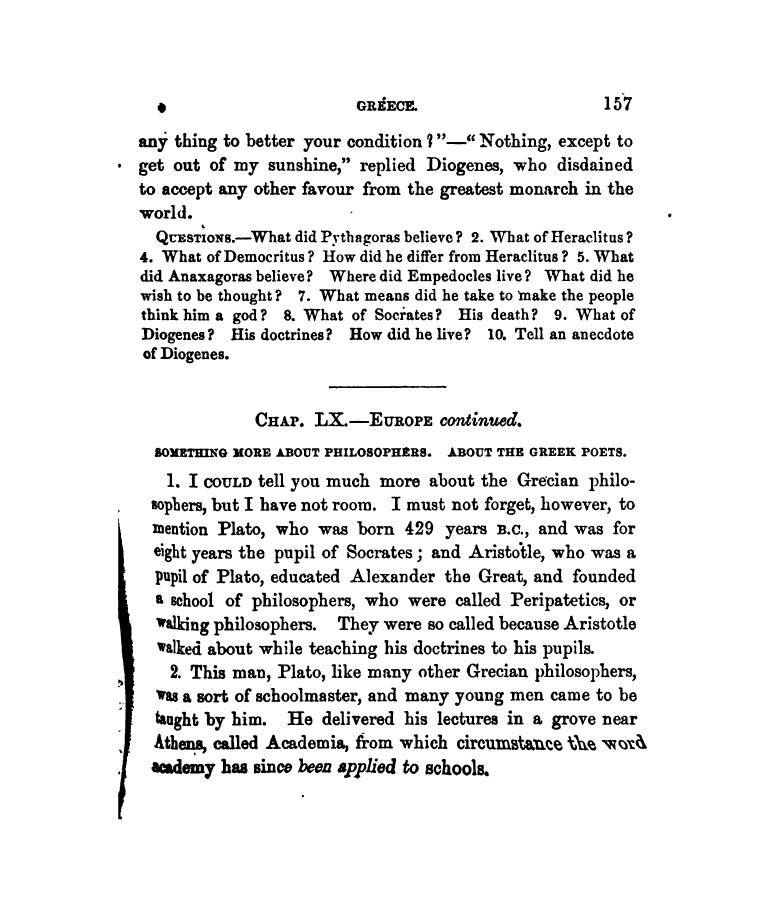 GREECE. 157
any thing to better your condition?"—"Nothing, except to
get out of my sunshine," replied Diogenes, who disdained
to accept any other favour from the greatest monarch in the
world.
QUESTIONS.—What did Pythagoras believe? 2. What of Heraclitus?
4. What of Democritus? How did he differ from Heraclitus? 5. What
did Anaxagoras believe? Where did Empedocles live? What did he
wish to be thought? 7. What means did he take to make the people
think him a god? 8. What of Socrates? His death? 9. What of
Diogenes? His doctrines? How did he live? 10. Tell an anecdote
of Diogenes.
CHAP. LX.—EUROPE continued.
SOMETHING MORE ABOUT PHILOSOPHERS. ABOUT THE GREEK POETS.
1. I COULD tell you much more about the Grecian philo-
sophers, but I have not room. I must not forget, however, to
mention Plato, who was born 429 years B.C., and was for
eight years the pupil of Socrates; and Aristotle, who was a
pupil of Plato, educated Alexander the Great, and founded
a school of philosophers, who were called Peripatetics, or
walking philosophers. They were so called because Aristotle
walked about while teaching his doctrines to his pupils.
2. This man, Plato, like many other Grecian philosophers,
was a sort of schoolmaster, and many young men came to be
taught by him. He delivered his lectures in a grove near
Athens, called Academia, from which circumstance the word
academy has since been applied to schools.